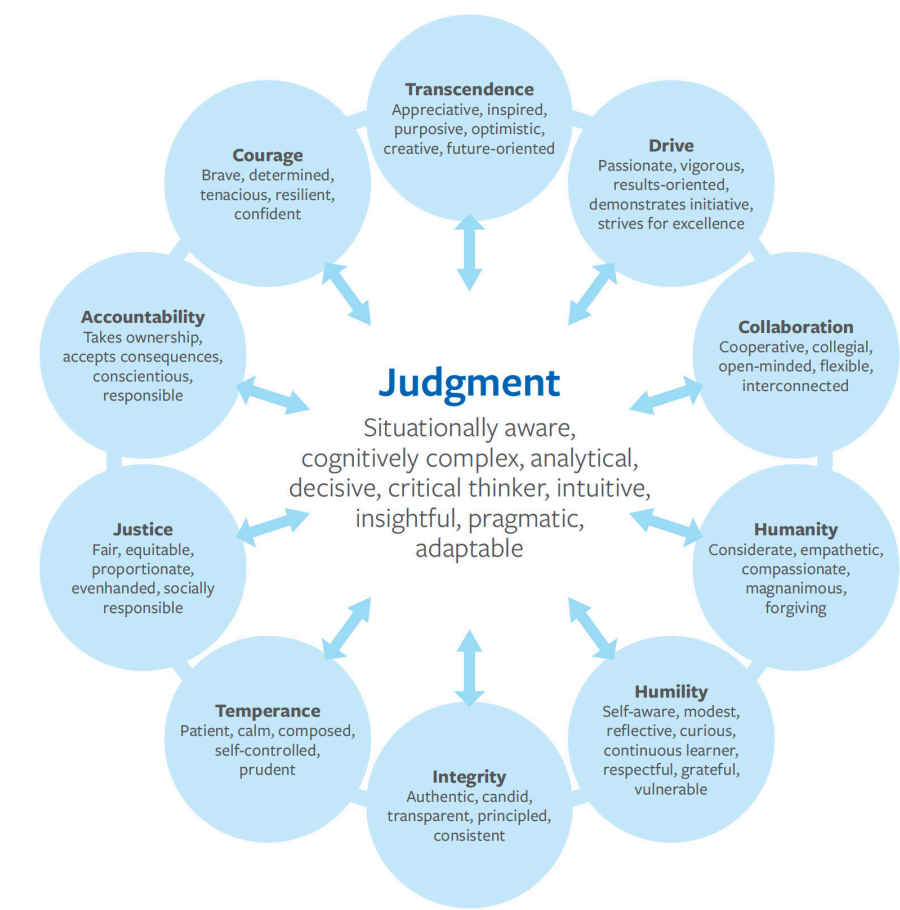 Transcendence
Appreciative, inspired,
purposive, optimistic,
creative, future-oriented
Drive
Passionate, vigorous,
results-oriented,
demonstrates initiative,
strives for excellence
Collaboration
Cooperative, collegial,
open-minded, flexible,
interconnected
Humanity
Considerate, empathetic,
compassionate,
magnanimous,
forgiving
Humility
Self-aware, modest,
reflective, curious,
continuous learner,
respectful, grateful,
vulnerable
Integrity
Authentic, candid,
transparent, principled,
consistent
Temperance
Patient, calm, composed,
self-controlled,
prudent
Justice
Fair, equitable,
proportionate,
evenhanded, socially
responsible
Accountability
Takes ownership,
accepts consequences,
conscientious,
responsible
Courage
Brave, determined,
tenacious, resilient,
confident
Judgment
Situationally aware,
cognitively complex, analytical,
decisive, critical thinker, intuitive,
insightful, pragmatic,
adaptable